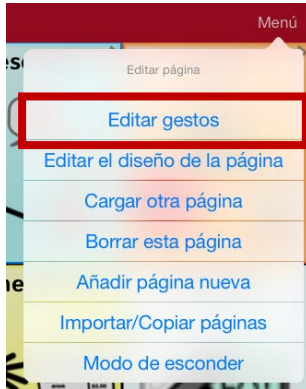 Menú
Editar página
Editar gestos
Editar el diseño de la página
Cargar otra página
Borrar esta página
Añadir página nueva
Importar/Copiar páginas
Modo de esconder